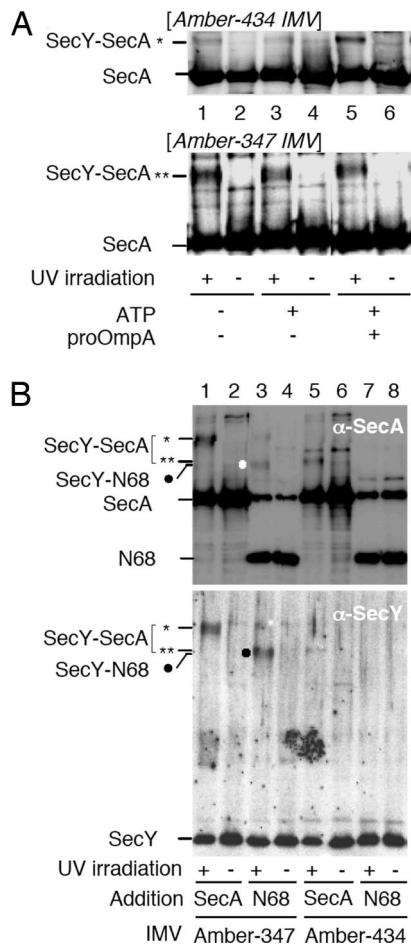 A
[Amber-434 IMV]
SecY-SecA *
SecA
1 2 3 4 5 6
[Amber-347 IMV]
SecY-SecA **
SecA
UV irradiation + - + - + -
ATP - + +
proOmpA - - +
B
1 2 3 4 5 6 7 8
α-SecA
SecY-SecA * **
SecY-N68 ●
SecA
N68
α-SecY
SecY-SecA * **
SecY-N68 ●
SecY
UV irradiation + - + - + - + -
Addition SecA N68 SecA N68
IMV Amber-347 Amber-434